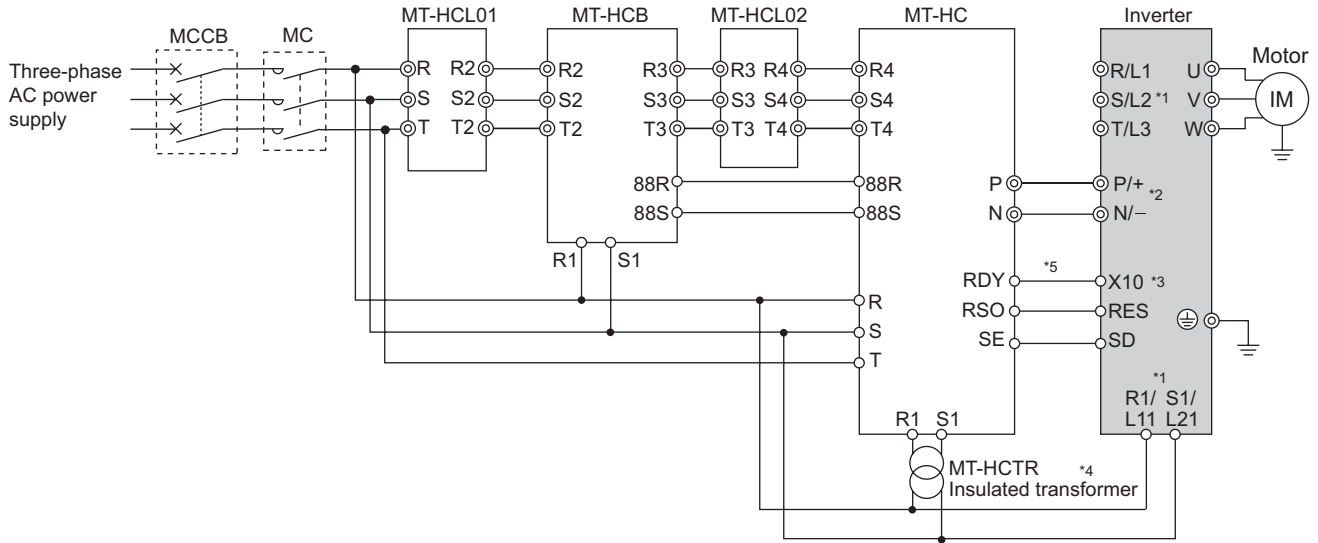 MT-HCL01 MT-HCB MT-HCL02 MT-HC Inverter
MCCB MC
Three-phase
AC power
supply
Motor
R R2 R2 R3 R3 R4 R4 R/L1 U
S S2 S2 S3 S3 S4 S4 S/L2 *1 V IM
T T2 T2 T3 T3 T4 T4 T/L3 W
88R 88R P P/+ *2
88S 88S N N/−
R1 S1
RDY *5 X10 *3
R RSO RES
S SE SD
T
*1
R1/ S1/
R1 S1 L11 L21
MT-HCTR *4
Insulated transformer